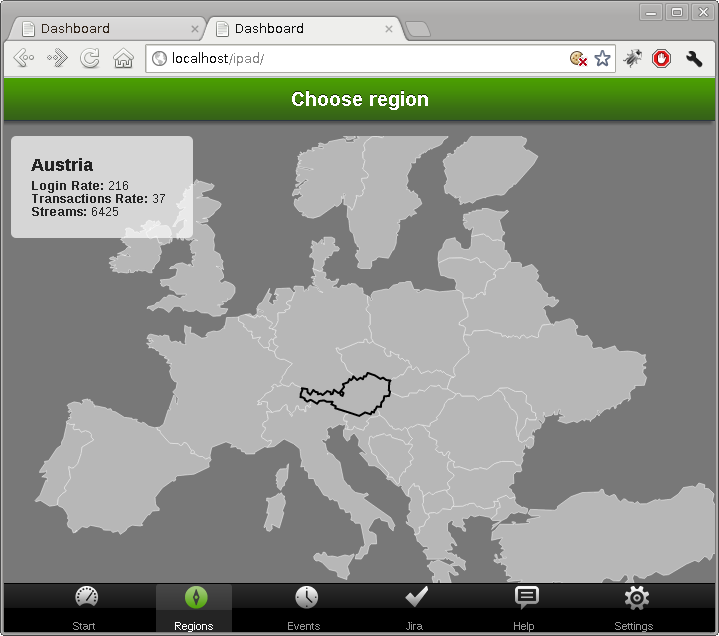 Dashboard
Dashboard
localhost/ipad/
Choose region
Austria
Login Rate: 216
Transactions Rate: 37
Streams: 6425
Start
Regions
Events
Jira
Help
Settings